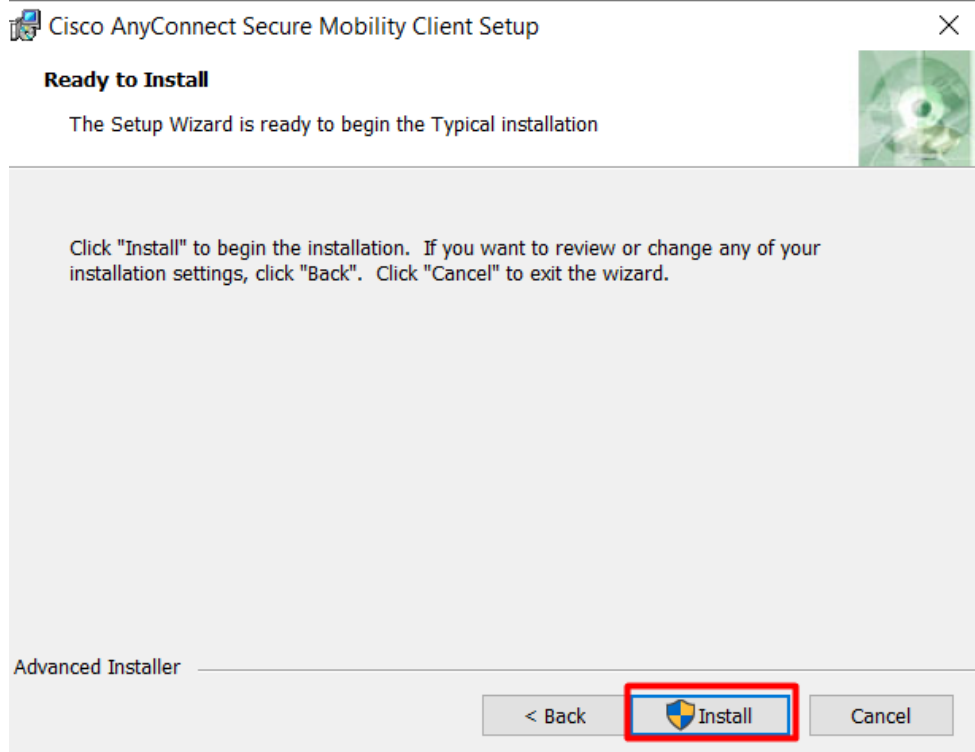 Cisco AnyConnect Secure Mobility Client Setup
Ready to Install
The Setup Wizard is ready to begin the Typical installation
Click "Install" to begin the installation.  If you want to review or change any of your
installation settings, click "Back".  Click "Cancel" to exit the wizard.
Advanced Installer
< Back
Install
Cancel